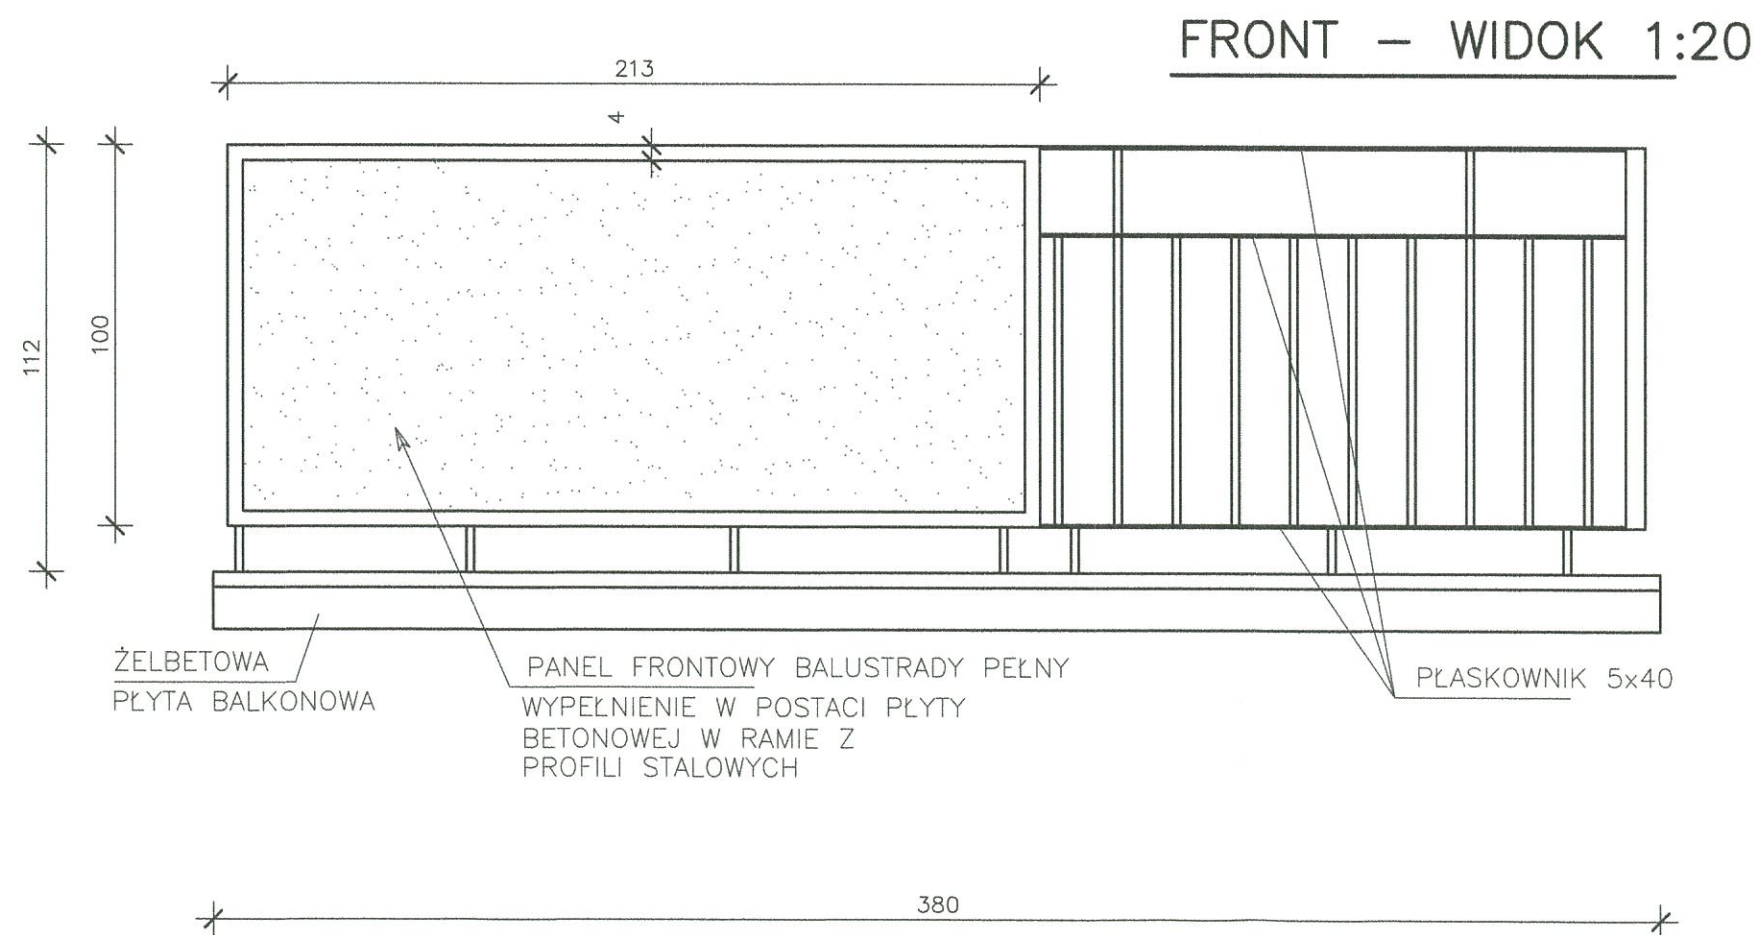 FRONT – WIDOK 1:20
213
4
112
100
ŻELBETOWA
PŁYTA BALKONOWA
PANEL FRONTOWY BALUSTRADY PEŁNY
WYPEŁNIENIE W POSTACI PŁYTY
BETONOWEJ W RAMIE Z
PROFILI STALOWYCH
PŁASKOWNIK 5x40
380